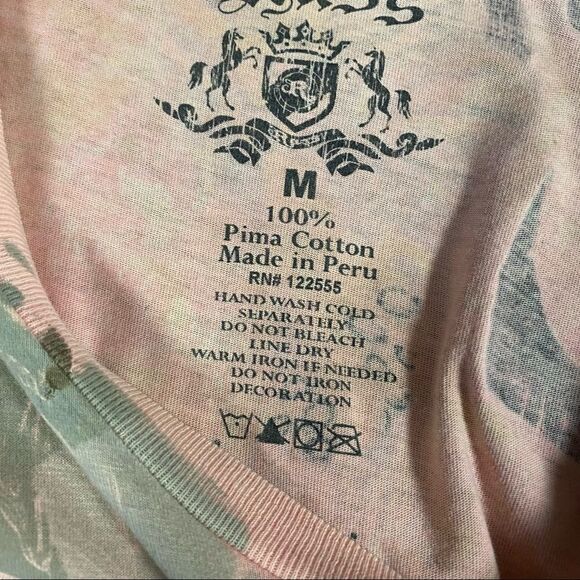 M
100%
Pima Cotton
Made in Peru
RN# 122555
HAND WASH COLD
SEPARATELY
DO NOT BLEACH
LINE DRY
WARM IRON IF NEEDED
DO NOT IRON
DECORATION